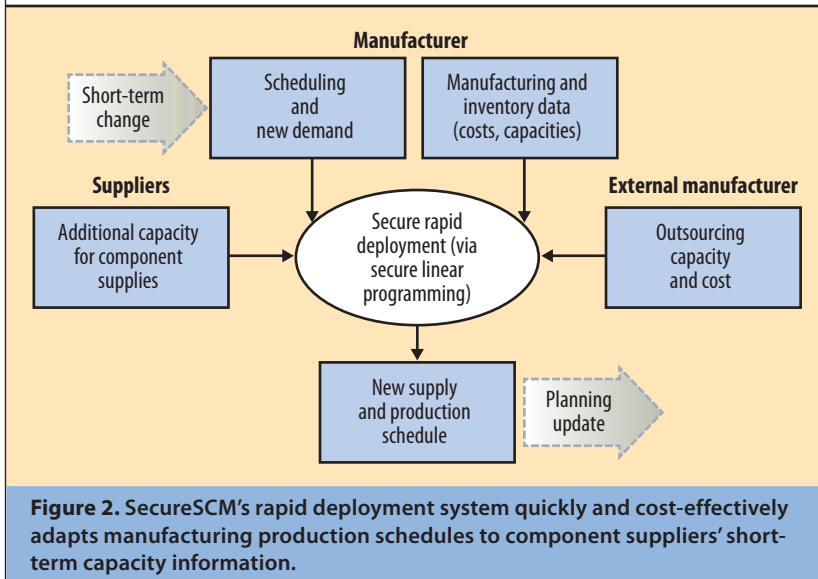 Manufacturer
Short-term
change
Scheduling
and
new demand
Manufacturing and
inventory data
(costs, capacities)
Suppliers
External manufacturer
Additional capacity
for component
supplies
Secure rapid
deployment (via
secure linear
programming)
Outsourcing
capacity
and cost
New supply
and production
schedule
Planning
update
Figure 2. SecureSCM's rapid deployment system quickly and cost-effectively
adapts manufacturing production schedules to component suppliers' short-
term capacity information.